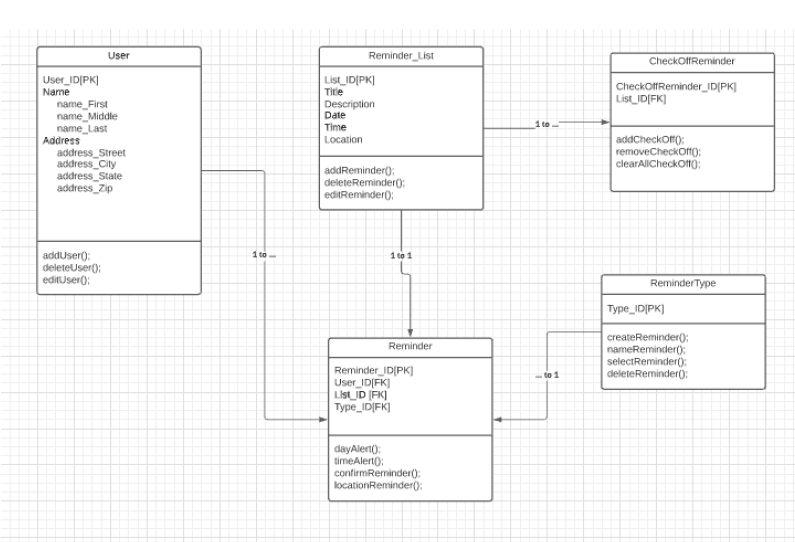 User
User_ID[PK]
Name
name_First
name_Middle
name_Last
Address
address_Street
address_City
address_State
address_Zip
addUser();
deleteUser();
editUser();
Reminder_List
List_ID[PK]
Title
Description
Date
Time
Location
addReminder();
deleteReminder();
editReminder();
CheckOffReminder
CheckOffReminder_ID[PK]
List_ID[FK]
addCheckOff();
removeCheckOff();
clearAllCheckOff();
1 to ...
1 to ...
1 to 1
ReminderType
Type_ID[PK]
createReminder();
nameReminder();
selectReminder();
deleteReminder();
... to 1
Reminder
Reminder_ID[PK]
User_ID[FK]
List_ID [FK]
Type_ID[FK]
dayAlert();
timeAlert();
confirmReminder();
locationReminder();